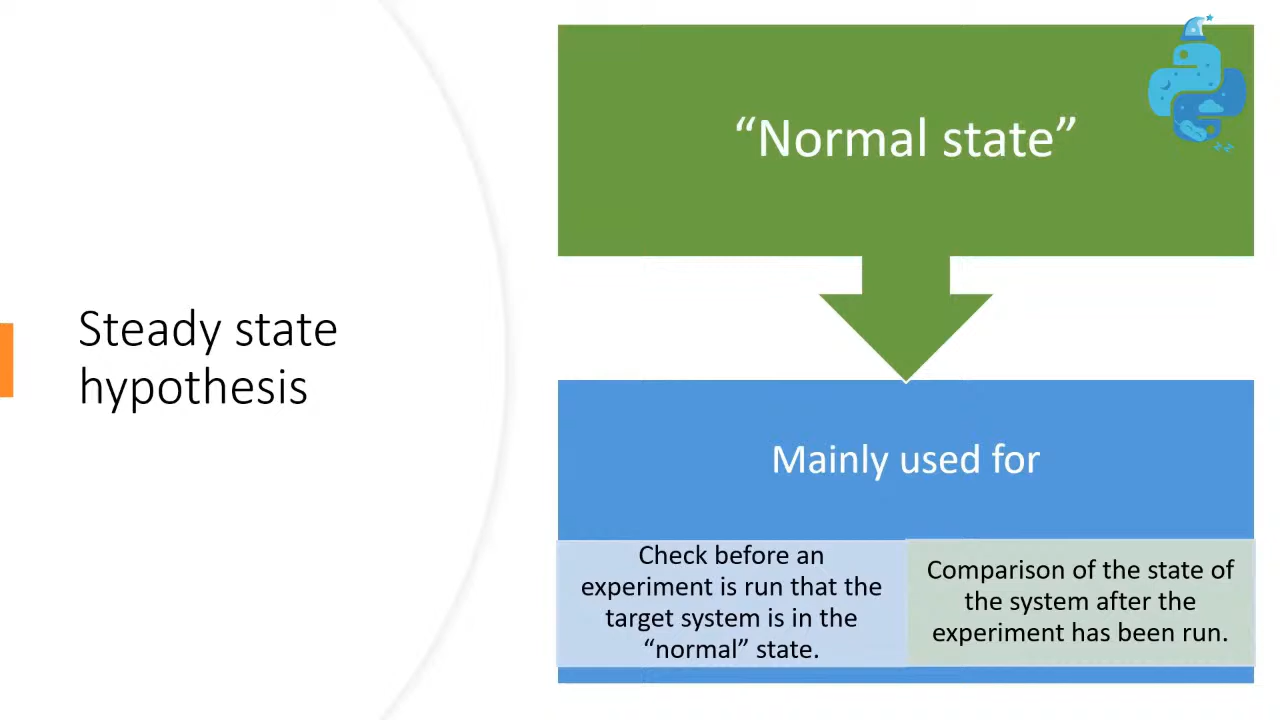 Steady state
hypothesis
“Normal state”
Mainly used for
Check before an
experiment is run that the
target system is in the
“normal” state.
Comparison of the state of
the system after the
experiment has been run.
z z